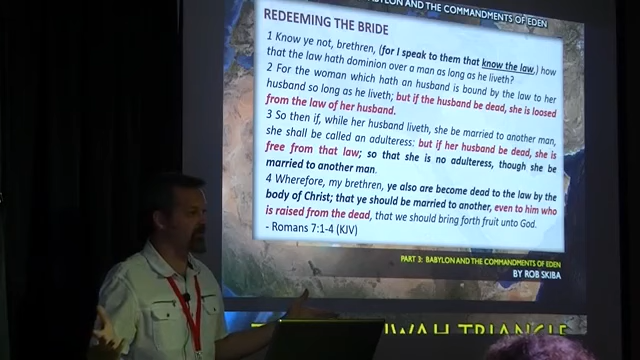 BABYLON AND THE COMMANDMENTS OF EDEN
REDEEMING THE BRIDE
1 Know ye not, brethren, (for I speak to them that know the law,) how
that the law hath dominion over a man as long as he liveth?
2 For the woman which hath an husband is bound by the law to her
husband so long as he liveth; but if the husband be dead, she is loosed
from the law of her husband.
3 So then if, while her husband liveth, she be married to another man,
she shall be called an adulteress: but if her husband be dead, she is
free from that law; so that she is no adulteress, though she be
married to another man.
4 Wherefore, my brethren, ye also are become dead to the law by the
body of Christ; that ye should be married to another, even to him who
is raised from the dead, that we should bring forth fruit unto God.
- Romans 7:1-4 (KJV)
PART 3: BABYLON AND THE COMMANDMENTS OF EDEN
BY ROB SKIBA
TRIANGLE